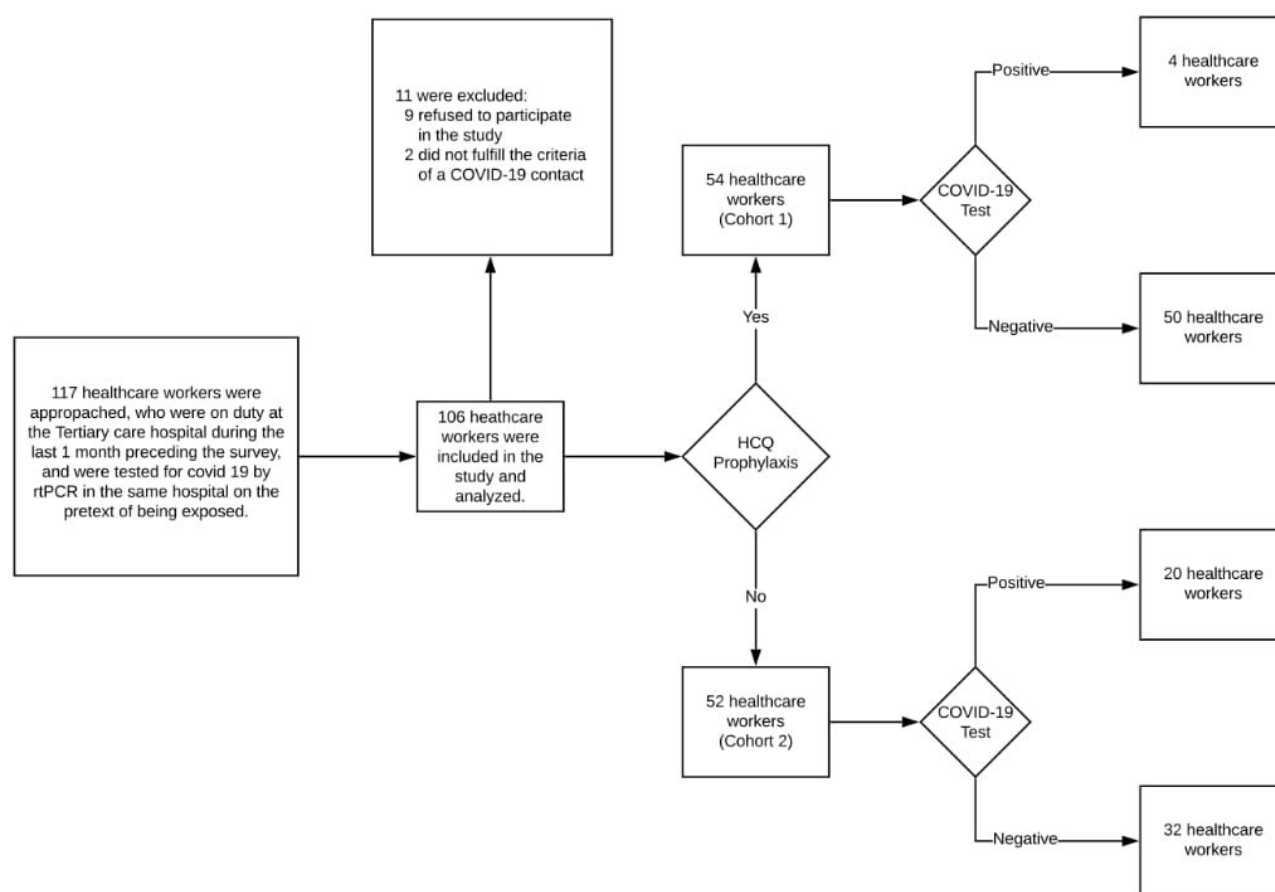 117 healthcare workers were
appropached, who were on duty at
the Tertiary care hospital during the
last 1 month preceding the survey,
and were tested for covid 19 by
rtPCR in the same hospital on the
pretext of being exposed.
11 were excluded:
9 refused to participate
in the study
2 did not fulfill the criteria
of a COVID-19 contact
106 heathcare
workers were
included in the
study and
analyzed.
HCQ
Prophylaxis
Yes
54 healthcare
workers
(Cohort 1)
COVID-19
Test
Positive
4 healthcare
workers
Negative
50 healthcare
workers
No
52 healthcare
workers
(Cohort 2)
COVID-19
Test
Positive
20 healthcare
workers
Negative
32 healthcare
workers